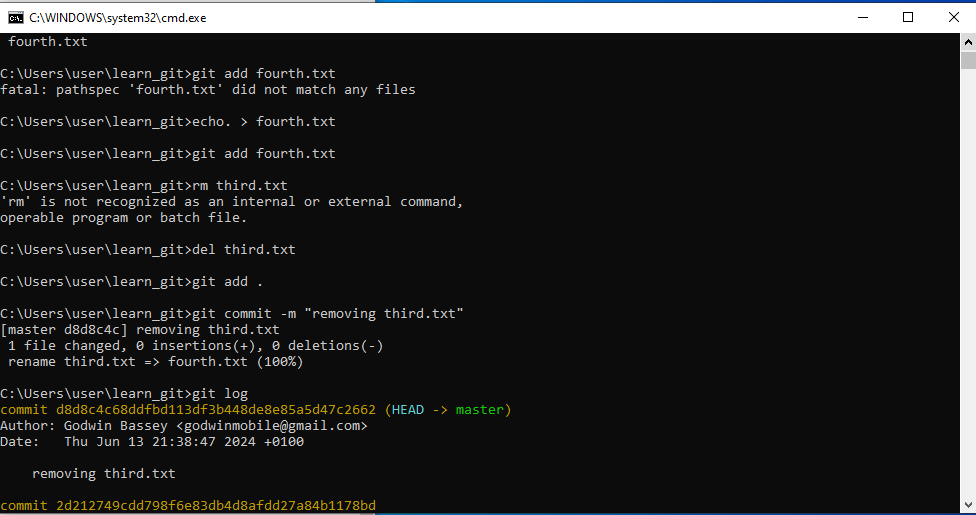 C:\WINDOWS\system32\cmd.exe
fourth.txt
C:\Users\user\learn_git>git add fourth.txt
fatal: pathspec 'fourth.txt' did not match any files
C:\Users\user\learn_git>echo. > fourth.txt
C:\Users\user\learn_git>git add fourth.txt
C:\Users\user\learn_git>rm third.txt
'rm' is not recognized as an internal or external command,
operable program or batch file.
C:\Users\user\learn_git>del third.txt
C:\Users\user\learn_git>git add .
C:\Users\user\learn_git>git commit -m "removing third.txt"
[master d8d8c4c] removing third.txt
1 file changed, 0 insertions(+), 0 deletions(-)
rename third.txt => fourth.txt (100%)
C:\Users\user\learn_git>git log
commit d8d8c4c68ddfbd113df3b448de8e85a5d47c2662 (HEAD -> master)
Author: Godwin Bassey <godwinmobile@gmail.com>
Date:   Thu Jun 13 21:38:47 2024 +0100
removing third.txt
commit 2d212749cdd798f6e83db4d8afdd27a84b1178bd